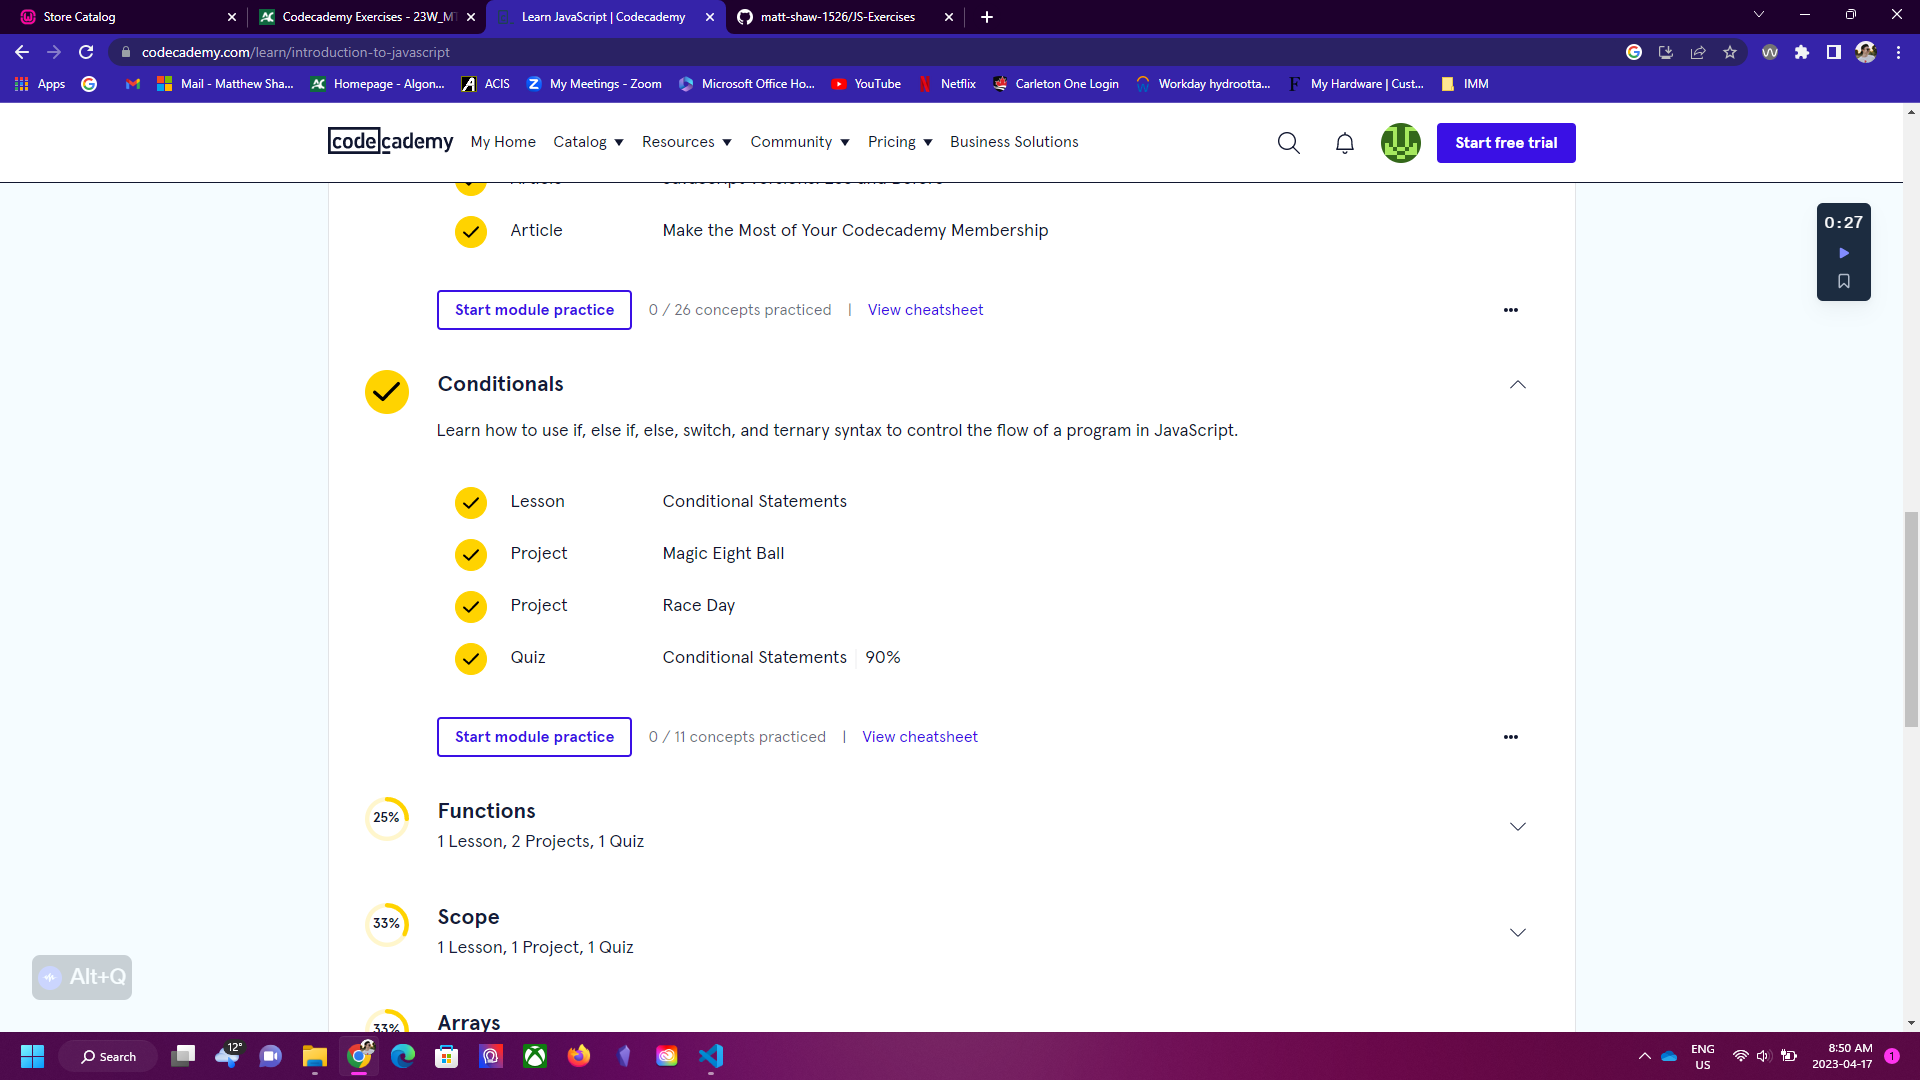 Store Catalog
Codecademy Exercises - 23W_MT
Learn JavaScript | Codecademy
matt-shaw-1526/JS-Exercises
codecademy.com/learn/introduction-to-javascript
Apps
Mail - Matthew Sha...
Homepage - Algon...
ACIS
My Meetings - Zoom
Microsoft Office Ho...
YouTube
Netflix
Carleton One Login
Workday hydrootta...
My Hardware | Cust...
IMM
codecademy
My Home
Catalog
Resources
Community
Pricing
Business Solutions
Start free trial
Article
JavaScript Versions: ES6 and Before
0:27
Article
Make the Most of Your Codecademy Membership
Start module practice
0 / 26 concepts practiced
|
View cheatsheet
Conditionals
Learn how to use if, else if, else, switch, and ternary syntax to control the flow of a program in JavaScript.
Lesson
Conditional Statements
Project
Magic Eight Ball
Project
Race Day
Quiz
Conditional Statements
90%
Start module practice
0 / 11 concepts practiced
|
View cheatsheet
25%
Functions
1 Lesson, 2 Projects, 1 Quiz
33%
Scope
1 Lesson, 1 Project, 1 Quiz
Alt+Q
33%
Arrays
Search
12°
ENG
US
8:50 AM
2023-04-17
1